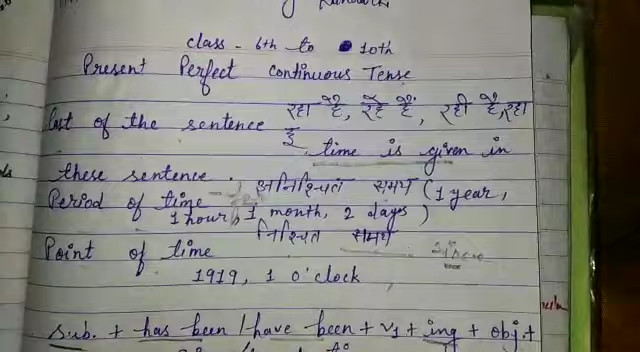 class - 6th to 10th
Present Perfect Continuous Tense
last of the sentence रहा है, रहे हैं, रही है, रहा
हूँ time is given in
these sentence.
Period of time - अनिश्चित समय (1 year,
1 hour, 1 month, 2 days)
निश्चित समय
Point of time since
1919, 1 o'clock
Sub. + has been / have been + v1 + ing + obj. +